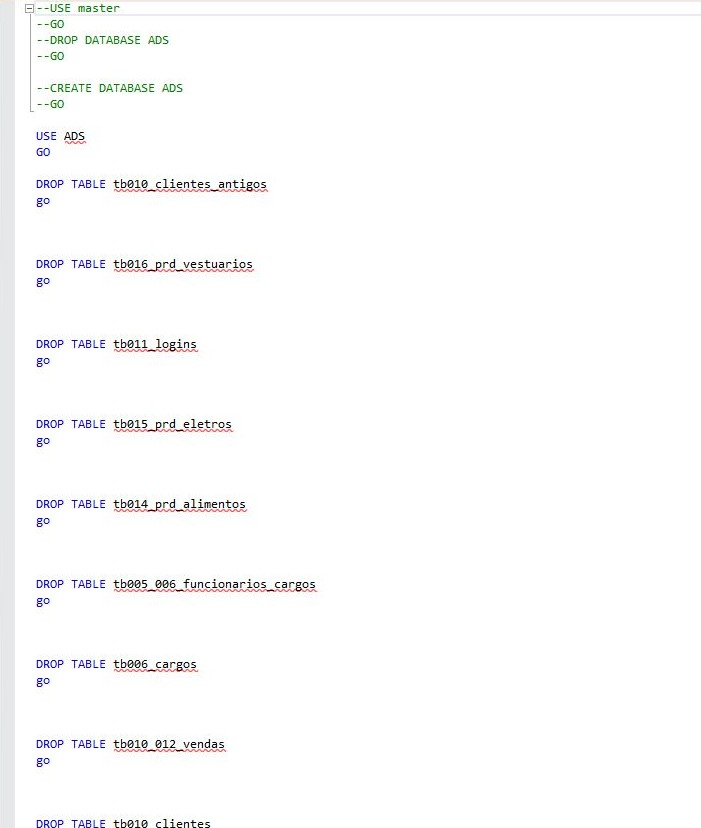 --USE master
--GO
--DROP DATABASE ADS
--GO
--CREATE DATABASE ADS
--GO
USE ADS
GO
DROP TABLE tb010_clientes_antigos
go
DROP TABLE tb016_prd_vestuarios
go
DROP TABLE tb011_logins
go
DROP TABLE tb015_prd_eletros
go
DROP TABLE tb014_prd_alimentos
go
DROP TABLE tb005_006_funcionarios_cargos
go
DROP TABLE tb006_cargos
go
DROP TABLE tb010_012_vendas
go
DROP TABLE tb010_clientes